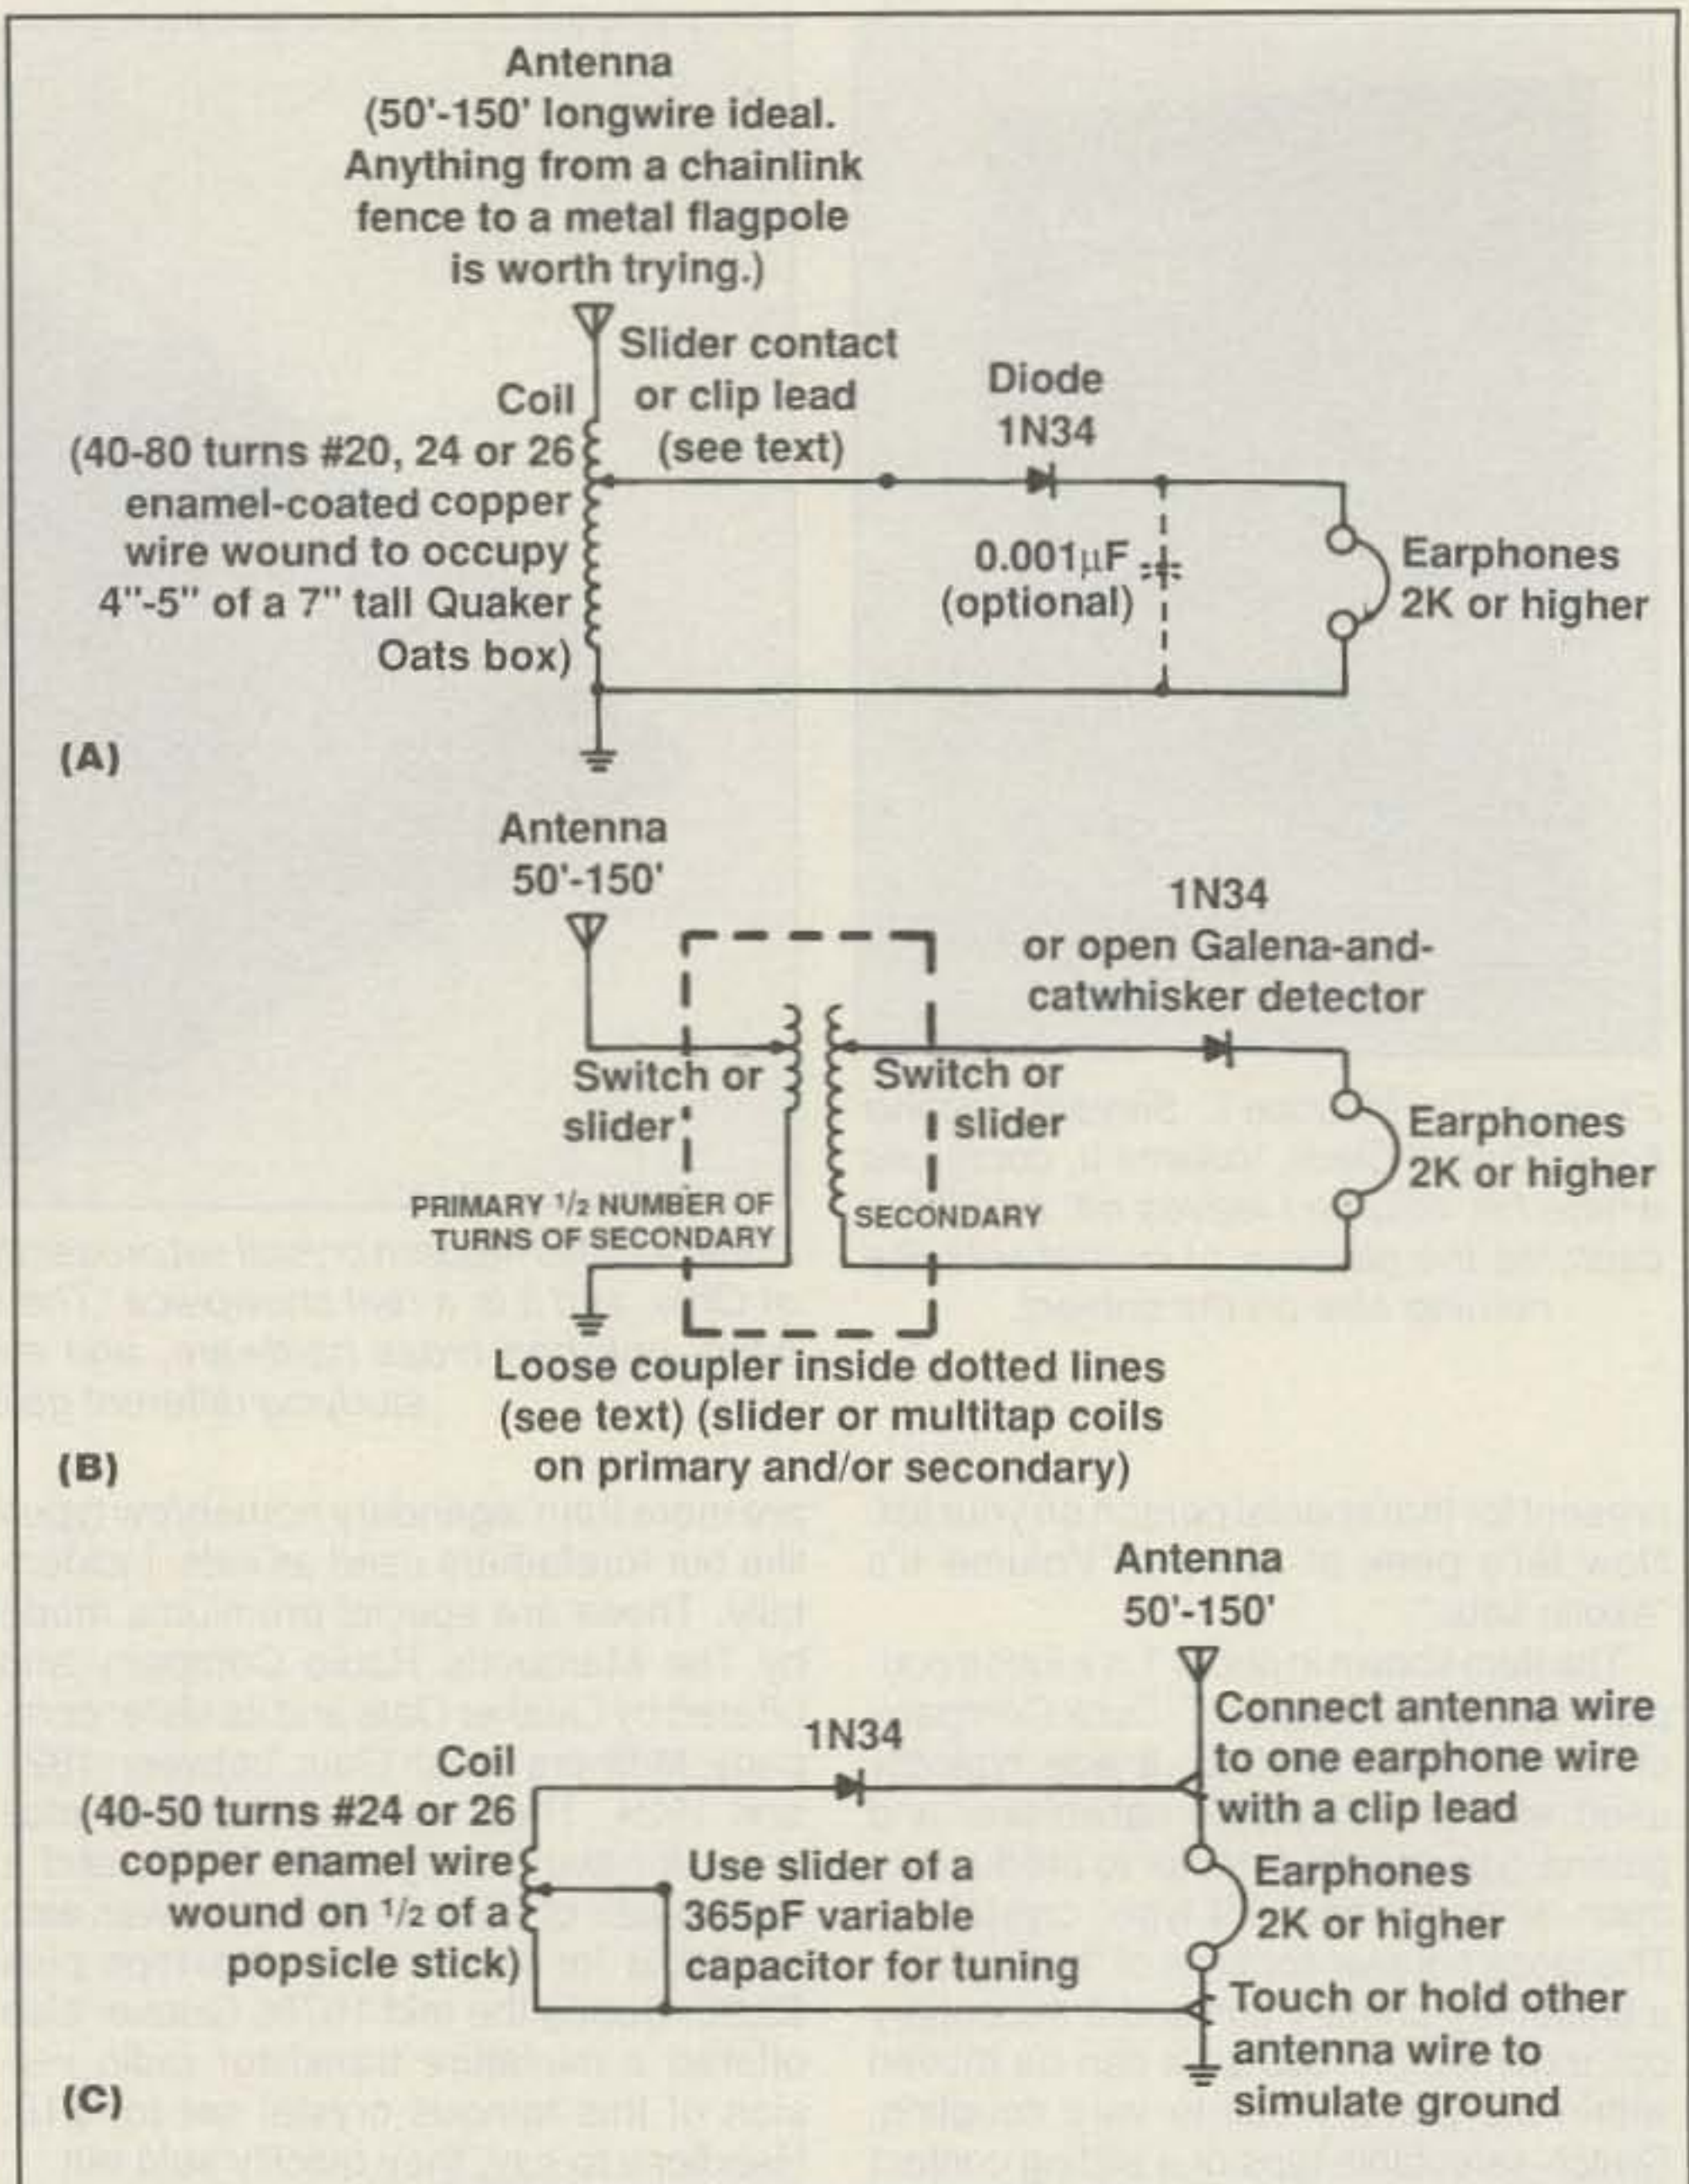 Antenna
(50'-150' longwire ideal.
Anything from a chainlink
fence to a metal flagpole
is worth trying.)
Slider contact
or clip lead
(see text)
Coil
(40-80 turns #20, 24 or 26
enamel-coated copper
wire wound to occupy
4"-5" of a 7" tall Quaker
Oats box)
Diode
1N34
0.001µF
(optional)
Earphones
2K or higher
(A)
Antenna
50'-150'
1N34
or open Galena-and-
catwhisker detector
Switch or
slider
Switch or
slider
Earphones
2K or higher
PRIMARY 1/2 NUMBER OF
TURNS OF SECONDARY
SECONDARY
Loose coupler inside dotted lines
(see text) (slider or multitap coils
on primary and/or secondary)
(B)
Antenna
50'-150'
Connect antenna wire
to one earphone wire
with a clip lead
1N34
Coil
(40-50 turns #24 or 26
copper enamel wire
wound on 1/2 of a
popsicle stick)
Use slider of a
365pF variable
capacitor for tuning
Earphones
2K or higher
Touch or hold other
antenna wire to
simulate ground
(C)